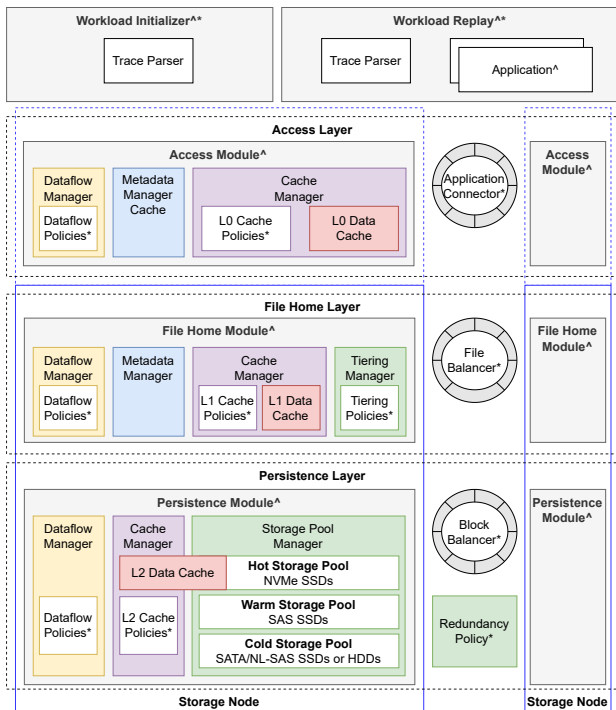 Workload Initializer^*
Trace Parser
Workload Replay^*
Trace Parser
Application^
Access Layer
Access Module^
Dataflow
Manager
Dataflow
Policies*
Metadata
Manager
Cache
Cache
Manager
L0 Cache
Policies*
L0 Data
Cache
Application
Connector*
Access
Module^
File Home Layer
File Home Module^
Dataflow
Manager
Dataflow
Policies*
Metadata
Manager
Cache
Manager
L1 Cache
Policies*
L1 Data
Cache
Tiering
Manager
Tiering
Policies*
File
Balancer*
File Home
Module^
Persistence Layer
Persistence Module^
Dataflow
Manager
Dataflow
Policies*
Cache
Manager
L2 Data Cache
L2 Cache
Policies*
Storage Pool
Manager
Hot Storage Pool
NVMe SSDs
Warm Storage Pool
SAS SSDs
Cold Storage Pool
SATA/NL-SAS SSDs or HDDs
Block
Balancer*
Redundancy
Policy*
Persistence
Module^
Storage Node
Storage Node